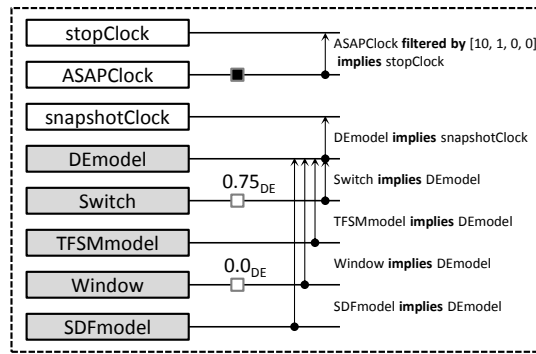 stopClock
ASAPClock filtered by [10, 1, 0, 0]
implies stopClock
ASAPClock
snapshotClock
DEmodel implies snapshotClock
DEmodel
0.75DE
Switch implies DEmodel
Switch
TFSMmodel implies DEmodel
TFSMmodel
0.0DE
Window implies DEmodel
Window
SDFmodel implies DEmodel
SDFmodel